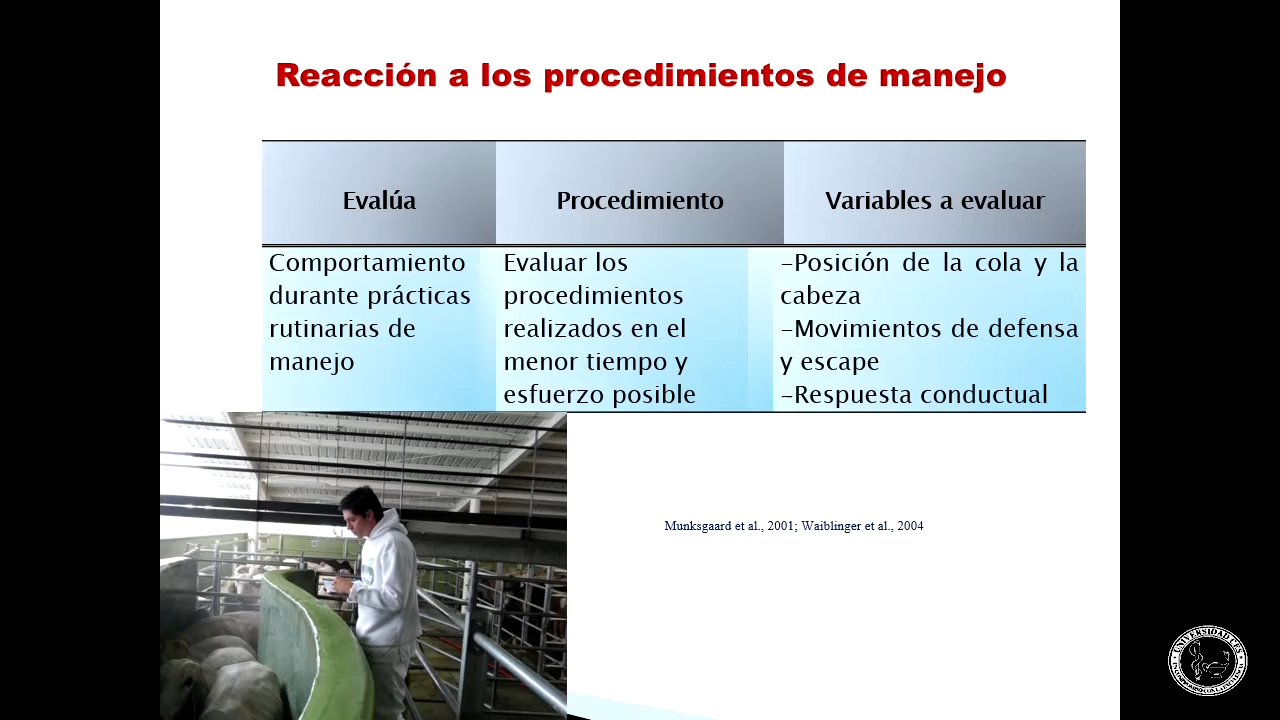 Reacción a los procedimientos de manejo
Evalúa
Procedimiento
Variables a evaluar
Comportamiento
durante prácticas
rutinarias de
manejo
Evaluar los
procedimientos
realizados en el
menor tiempo y
esfuerzo posible
-Posición de la cola y la
cabeza
-Movimientos de defensa
y escape
-Respuesta conductual
Munksgaard et al., 2001; Waiblinger et al., 2004
UNIVERSIDAD